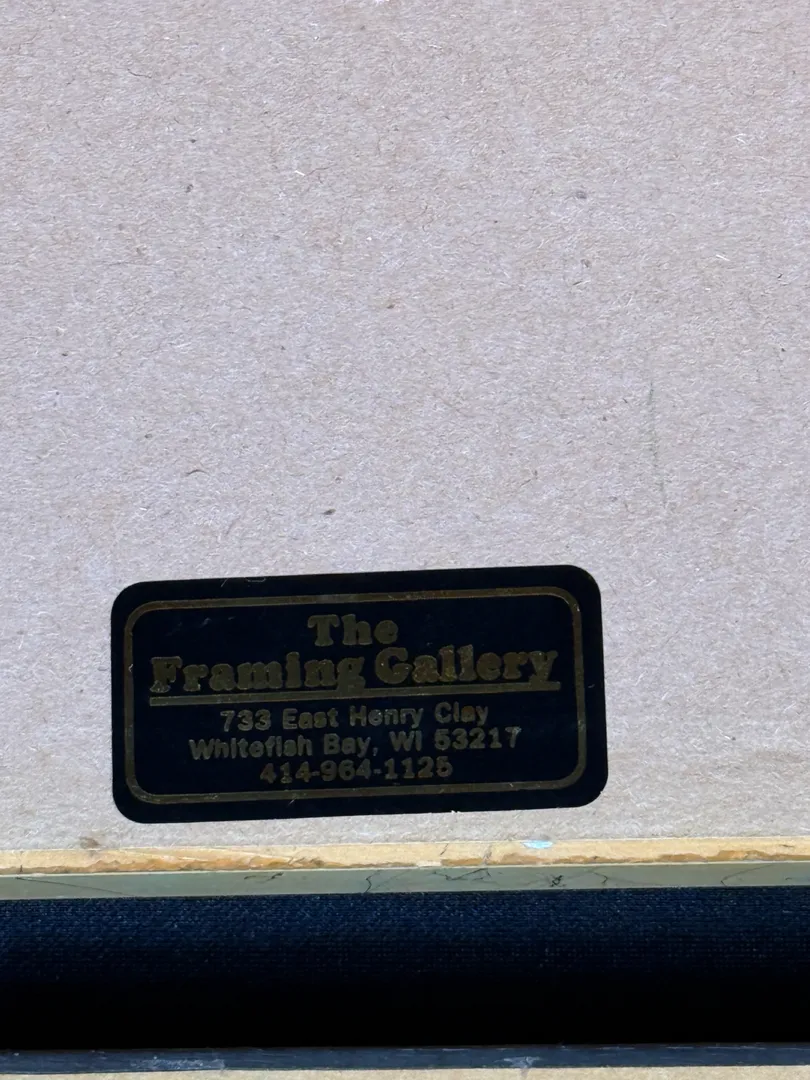 The
Framing Gallery
733 East Henry Clay
Whitefish Bay, WI 53217
414-964-1125